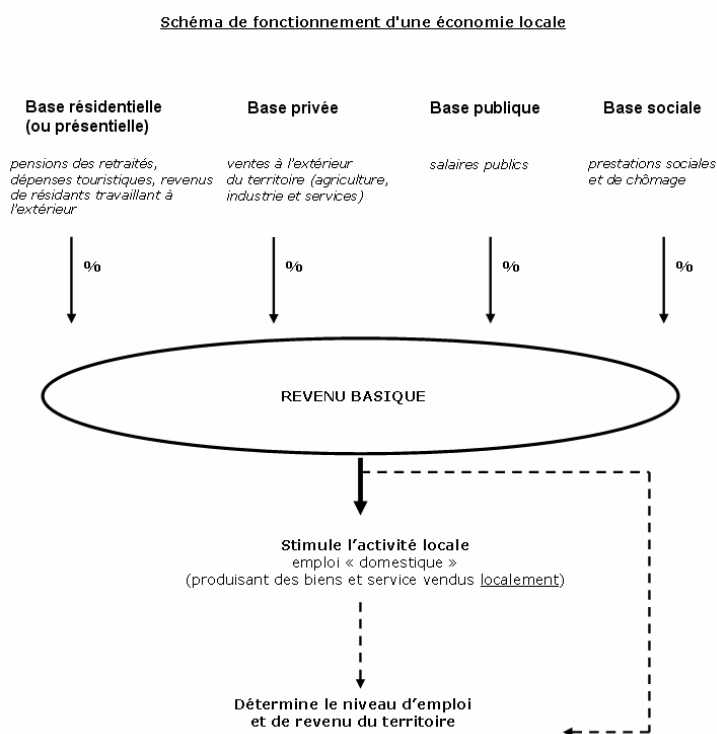 Schéma de fonctionnement d'une économie locale
Base résidentielle
(ou présentielle)
pensions des retraités,
dépenses touristiques, revenus
de résidants travaillant à
l'extérieur
Base privée
ventes à l'extérieur
du territoire (agriculture,
industrie et services)
Base publique
salaires publics
Base sociale
prestations sociales
et de chômage
%
%
%
%
REVENU BASIQUE
Stimule l'activité locale
emploi « domestique »
(produisant des biens et service vendus localement)
Détermine le niveau d'emploi
et de revenu du territoire